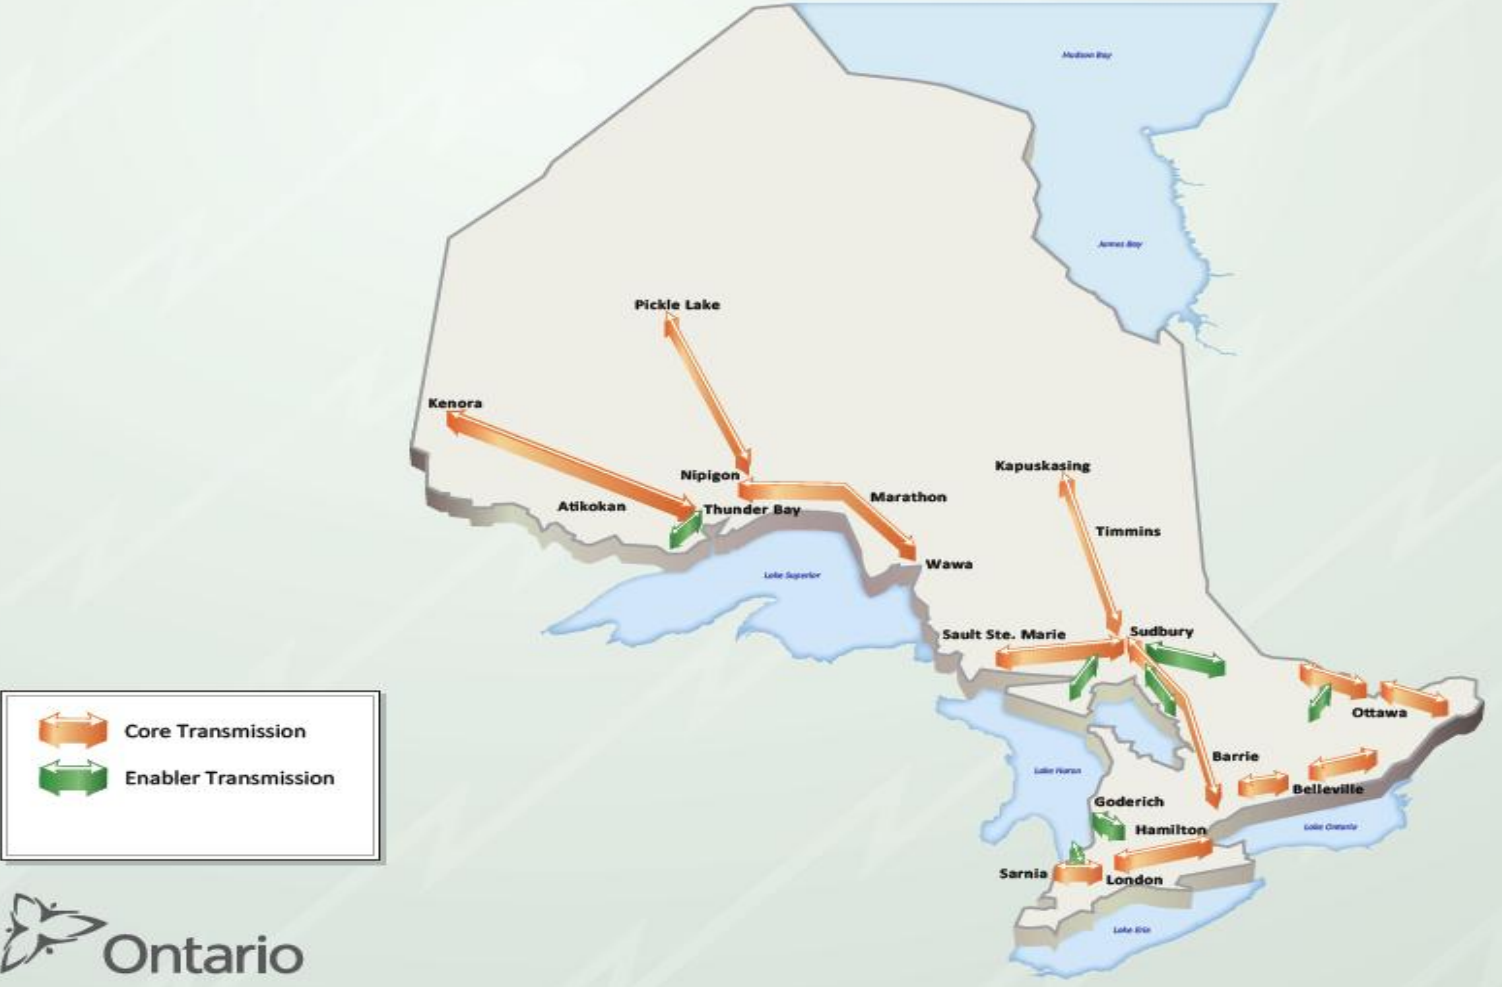 Hudson Bay
James Bay
Pickle Lake
Kenora
Kapuskasing
Nipigon
Marathon
Atikokan
Thunder Bay
Timmins
Wawa
Lake Superior
Sudbury
Sault Ste. Marie
Ottawa
Core Transmission
Barrie
Lake Huron
Enabler Transmission
Belleville
Goderich
Hamilton
Lake Ontario
Sarnia
London
Lake Erie
Ontario